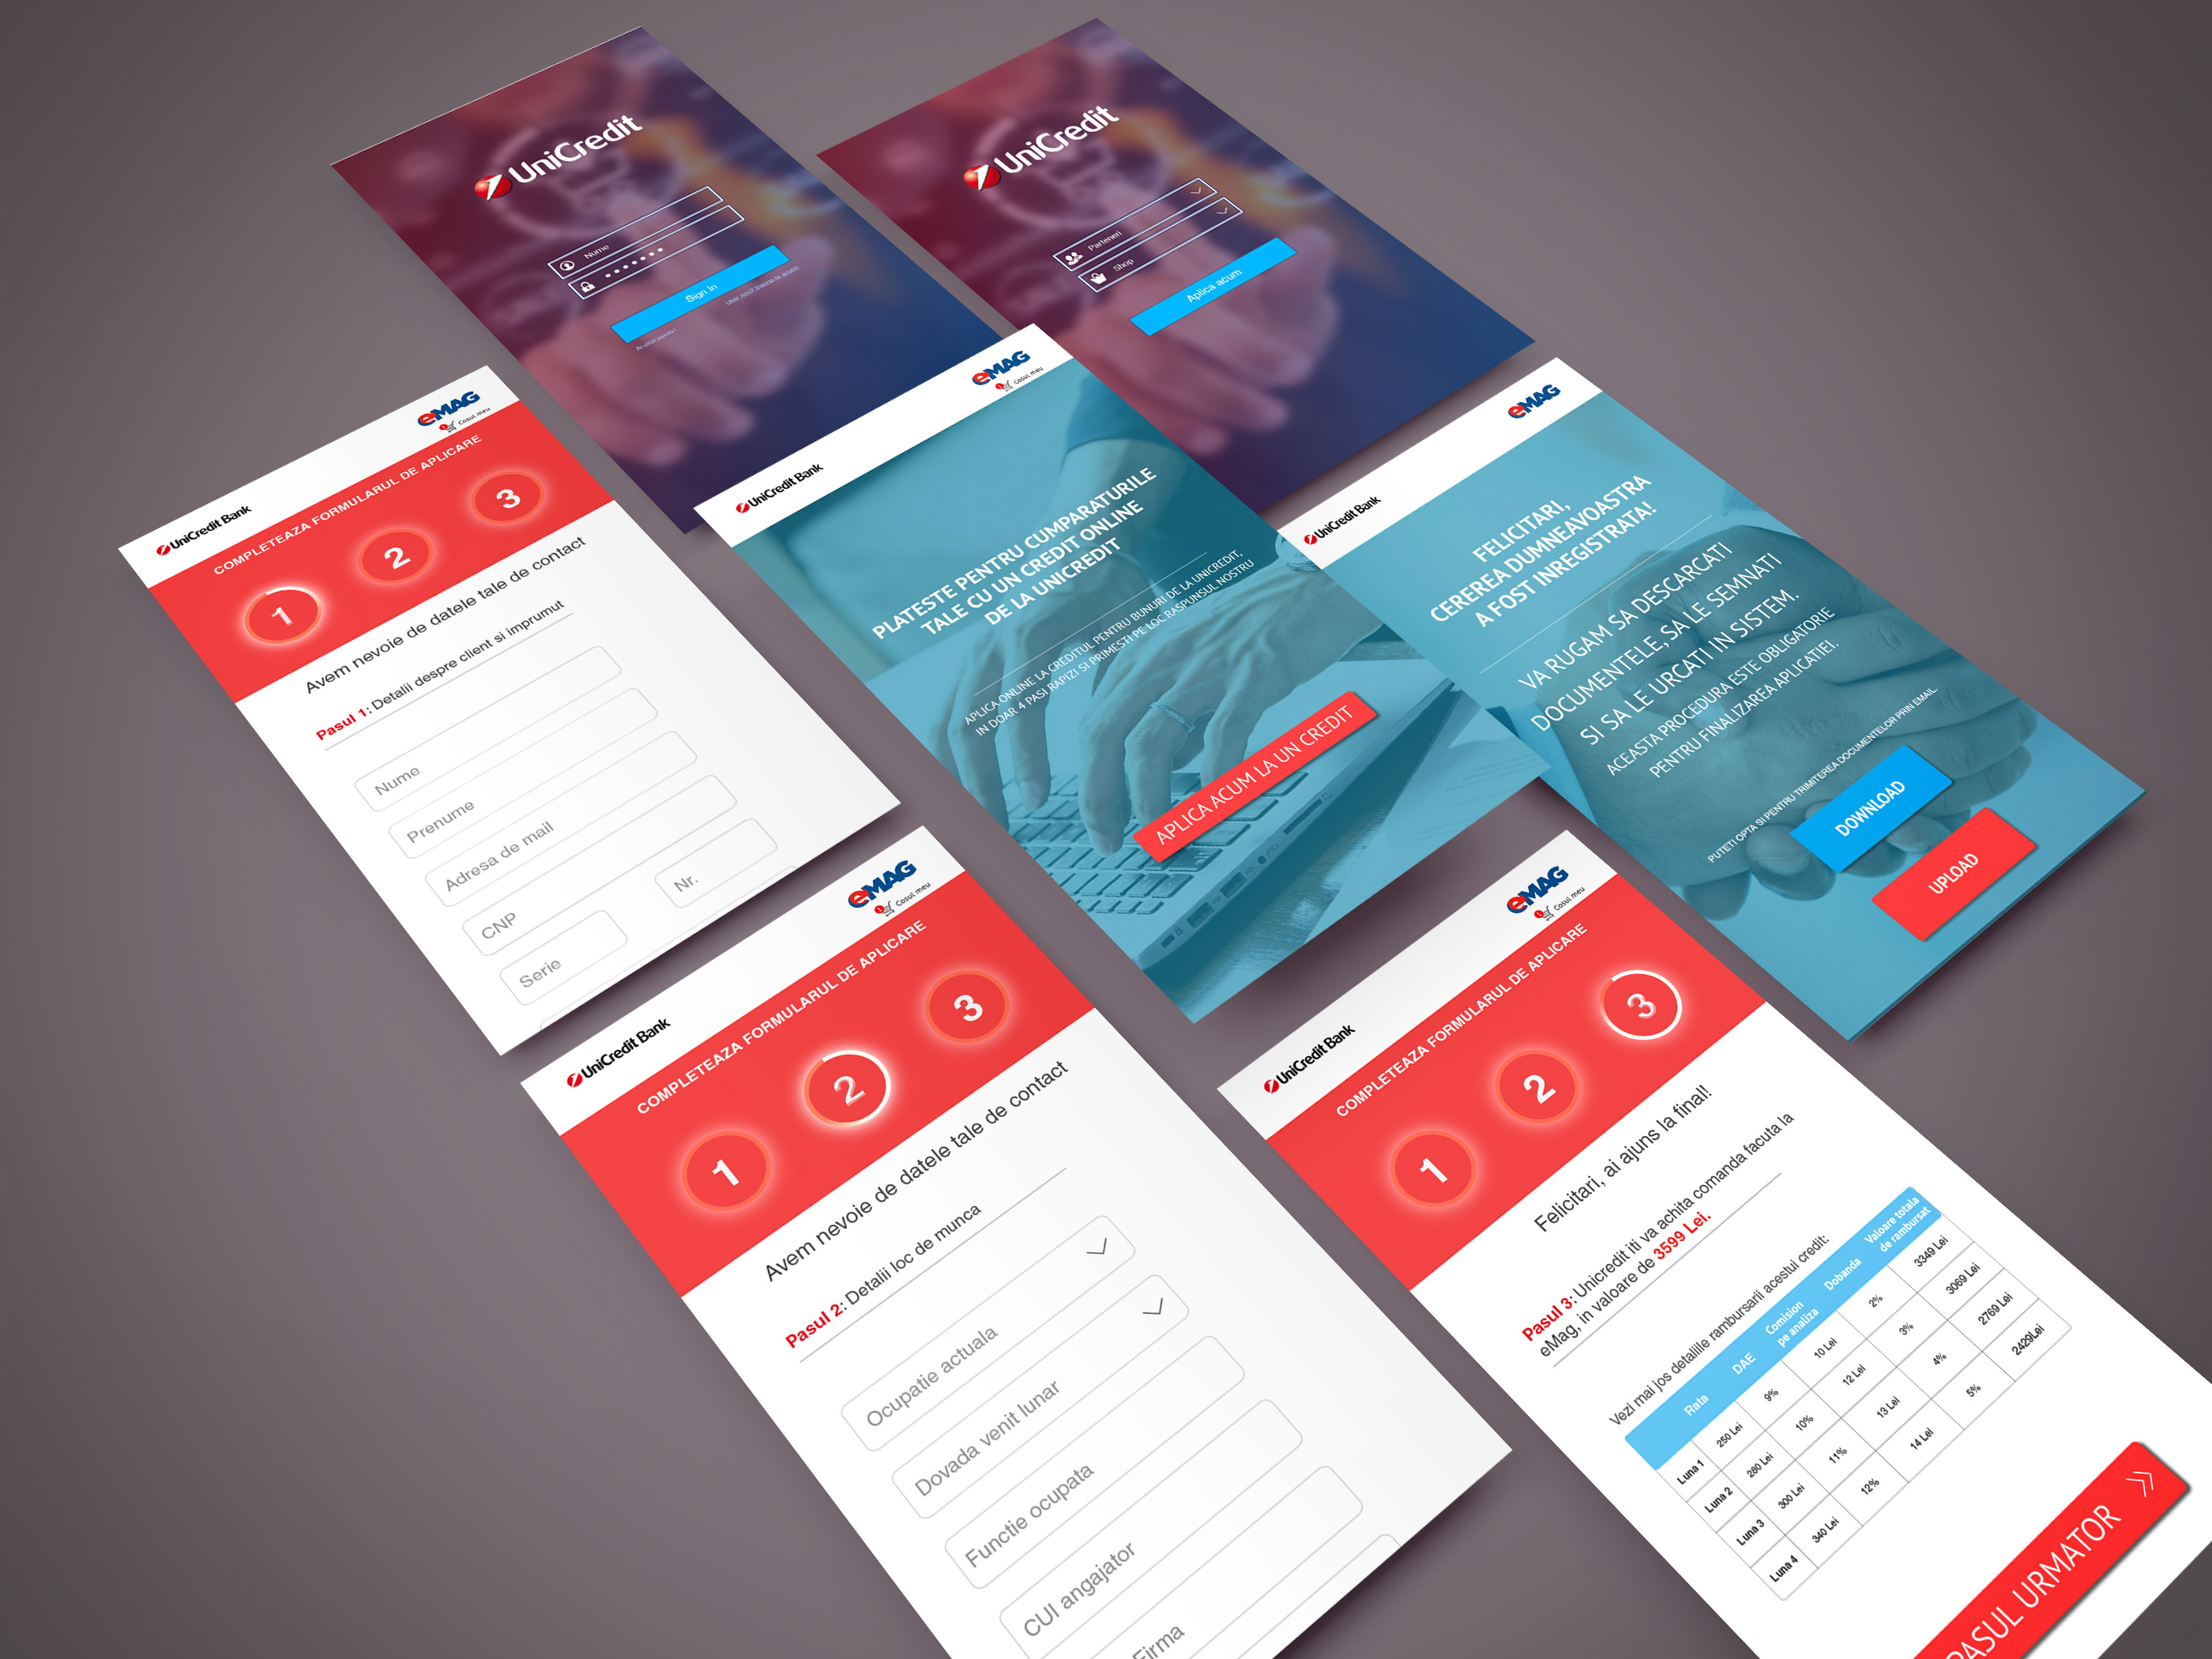 UniCredit
Nume
Sign in
User nou? Inscrie-te acum!
Ai uitat parola?
UniCredit
Parteneri
Shop
Aplica acum
eMAG
1 Cosul meu
UniCredit Bank
COMPLETEAZA FORMULARUL DE APLICARE
1 2 3
Avem nevoie de datele tale de contact
Pasul 1: Detalii despre client si imprumut
Nume
Prenume
Adresa de mail
CNP
Serie
Nr.
eMAG
Cosul meu
UniCredit Bank
PLATESTE PENTRU CUMPARATURILE
TALE CU UN CREDIT ONLINE
DE LA UNICREDIT
APLICA ONLINE LA CREDITUL PENTRU BUNURI DE LA UNICREDIT,
IN DOAR 4 PASI RAPIZI SI PRIMESTI PE LOC RASPUNSUL NOSTRU
APLICA ACUM LA UN CREDIT
eMAG
UniCredit Bank
FELICITARI,
CEREREA DUMNEAVOASTRA
A FOST INREGISTRATA!
VA RUGAM SA DESCARCATI
DOCUMENTELE, SA LE SEMNATI
SI SA LE URCATI IN SISTEM.
ACEASTA PROCEDURA ESTE OBLIGATORIE
PENTRU FINALIZAREA APLICATIEI.
PUTETI OPTA SI PENTRU TRIMITEREA DOCUMENTELOR PRIN EMAIL.
DOWNLOAD
UPLOAD
eMAG
1 Cosul meu
UniCredit Bank
COMPLETEAZA FORMULARUL DE APLICARE
1 2 3
Avem nevoie de datele tale de contact
Pasul 2: Detalii loc de munca
Ocupatie actuala
Dovada venit lunar
Functie ocupata
CUI angajator
Firma
eMAG
1 Cosul meu
UniCredit Bank
COMPLETEAZA FORMULARUL DE APLICARE
1 2 3
Felicitari, ai ajuns la final!
Pasul 3: Unicredit iti va achita comanda facuta la
eMag, in valoare de 3599 Lei.
Vezi mai jos detaliile rambursarii acestui credit:
Rata DAE Comision pe analiza Dobanda Valoare totala de rambursat
Luna 1 250 Lei 9% 10 Lei 2% 3349 Lei
Luna 2 280 Lei 10% 12 Lei 3% 3069 Lei
Luna 3 300 Lei 11% 13 Lei 4% 2769 Lei
Luna 4 340 Lei 12% 14 Lei 5% 2429Lei
PASUL URMATOR